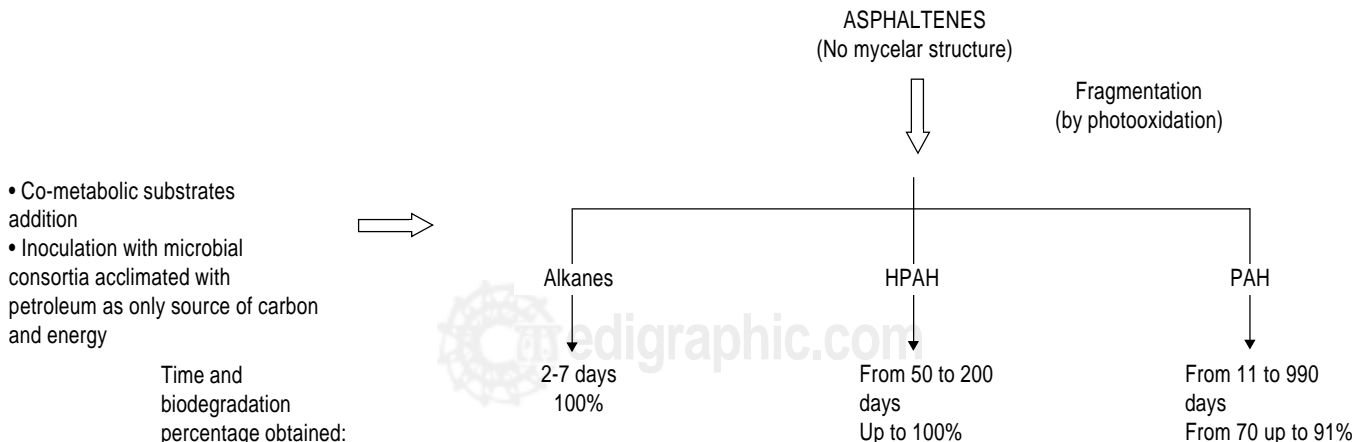 ASPHALTENES
(No mycelar structure)
Fragmentation
(by photooxidation)
• Co-metabolic substrates
addition
• Inoculation with microbial
consortia acclimated with
petroleum as only source of carbon
and energy
Alkanes
HPAH
PAH
edigraphic.com
Time and
biodegradation
percentage obtained:
2-7 days
100%
From 50 to 200
days
Up to 100%
From 11 to 990
days
From 70 up to 91%